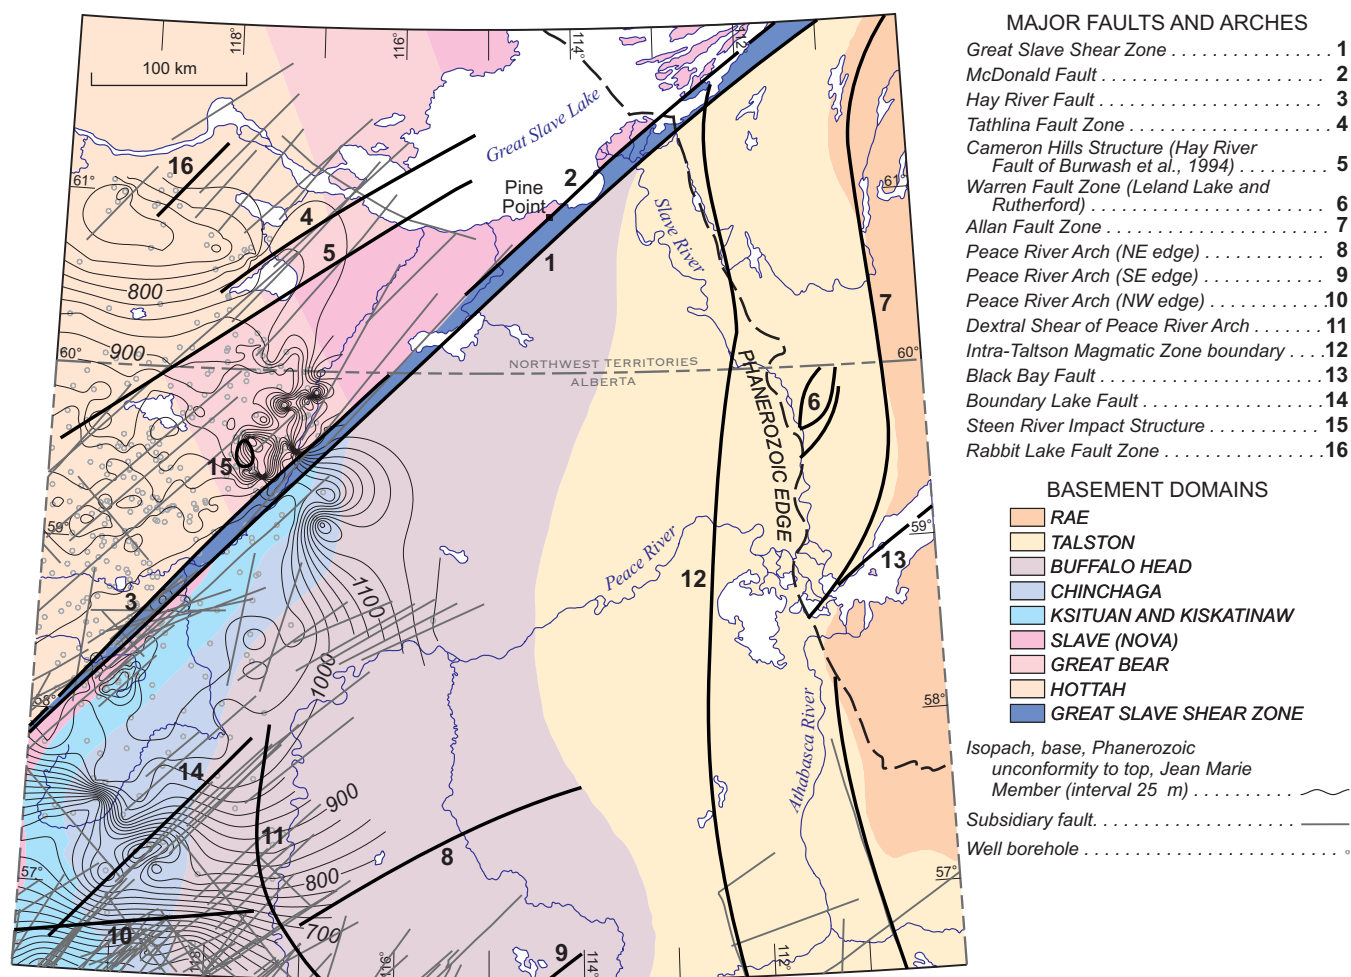 118°
116°
114°
112°
100 km
Great Slave Lake
16
61°
61°
Pine
Point
2
4
5
1
Slave River
800
7
900
60°
60°
NORTHWEST TERRITORIES
ALBERTA
PHANEROZOIC EDGE
6
15
59°
59°
Peace River
13
1100
12
3
1000
58°
58°
Athabasca River
14
900
11
8
57°
57°
800
700
10
9
118°
116°
114°
112°
MAJOR FAULTS AND ARCHES
Great Slave Shear Zone . . . . . . . . . . . . . . . . 1
McDonald Fault . . . . . . . . . . . . . . . . . . . . . . 2
Hay River Fault . . . . . . . . . . . . . . . . . . . . . . 3
Tathlina Fault Zone . . . . . . . . . . . . . . . . . . . 4
Cameron Hills Structure (Hay River
Fault of Burwash et al., 1994) . . . . . . . . . 5
Warren Fault Zone (Leland Lake and
Rutherford) . . . . . . . . . . . . . . . . . . . . . . . 6
Allan Fault Zone . . . . . . . . . . . . . . . . . . . . . . 7
Peace River Arch (NE edge) . . . . . . . . . . . . 8
Peace River Arch (SE edge) . . . . . . . . . . . . 9
Peace River Arch (NW edge) . . . . . . . . . . . 10
Dextral Shear of Peace River Arch . . . . . . . 11
Intra-Taltson Magmatic Zone boundary . . . . 12
Black Bay Fault . . . . . . . . . . . . . . . . . . . . . 13
Boundary Lake Fault . . . . . . . . . . . . . . . . . 14
Steen River Impact Structure . . . . . . . . . . . 15
Rabbit Lake Fault Zone . . . . . . . . . . . . . . . 16
BASEMENT DOMAINS
RAE
TALSTON
BUFFALO HEAD
CHINCHAGA
KSITUAN AND KISKATINAW
SLAVE (NOVA)
GREAT BEAR
HOTTAH
GREAT SLAVE SHEAR ZONE
Isopach, base, Phanerozoic
unconformity to top, Jean Marie
Member (interval 25 m) . . . . . . . . . . .
Subsidiary fault. . . . . . . . . . . . . . . . . . . .
Well borehole . . . . . . . . . . . . . . . . . . . . . . . .